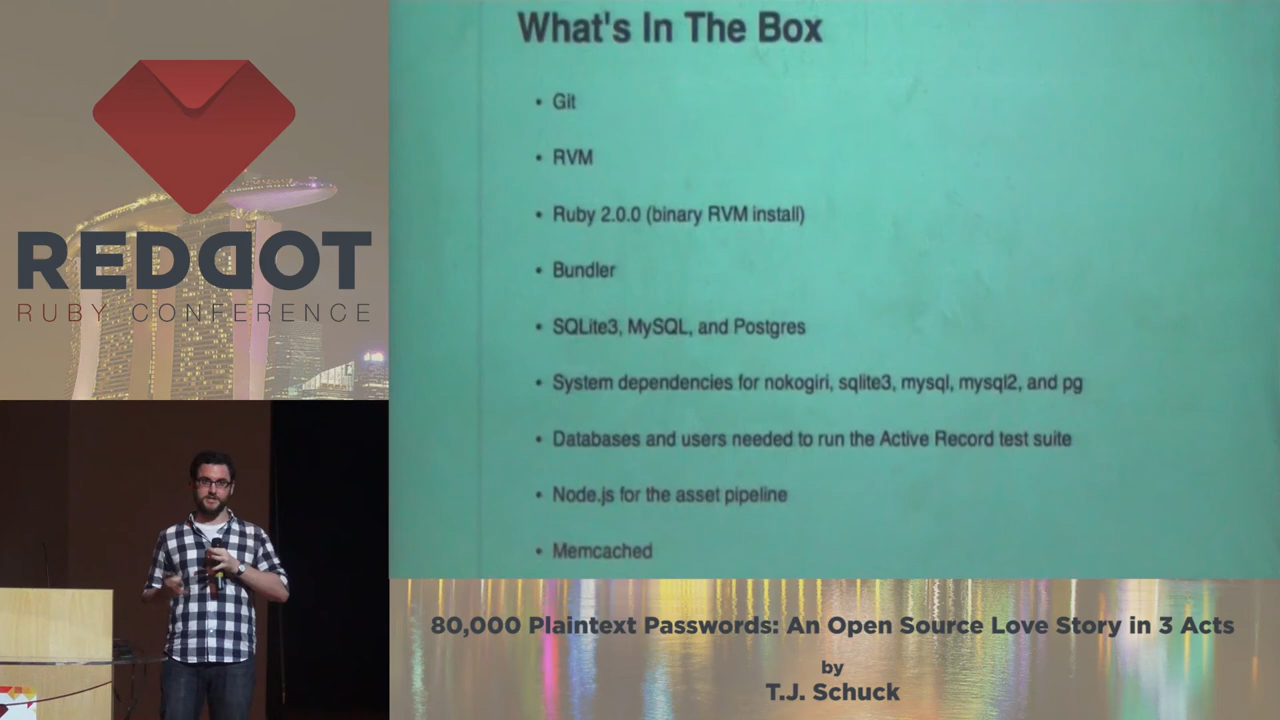 REDDOT
RUBY CONFERENCE
What's In The Box
• Git
• RVM
• Ruby 2.0.0 (binary RVM install)
• Bundler
• SQLite3, MySQL, and Postgres
• System dependencies for nokogiri, sqlite3, mysql, mysql2, and pg
• Databases and users needed to run the Active Record test suite
• Node.js for the asset pipeline
• Memcached
80,000 Plaintext Passwords: An Open Source Love Story in 3 Acts
by
T.J. Schuck